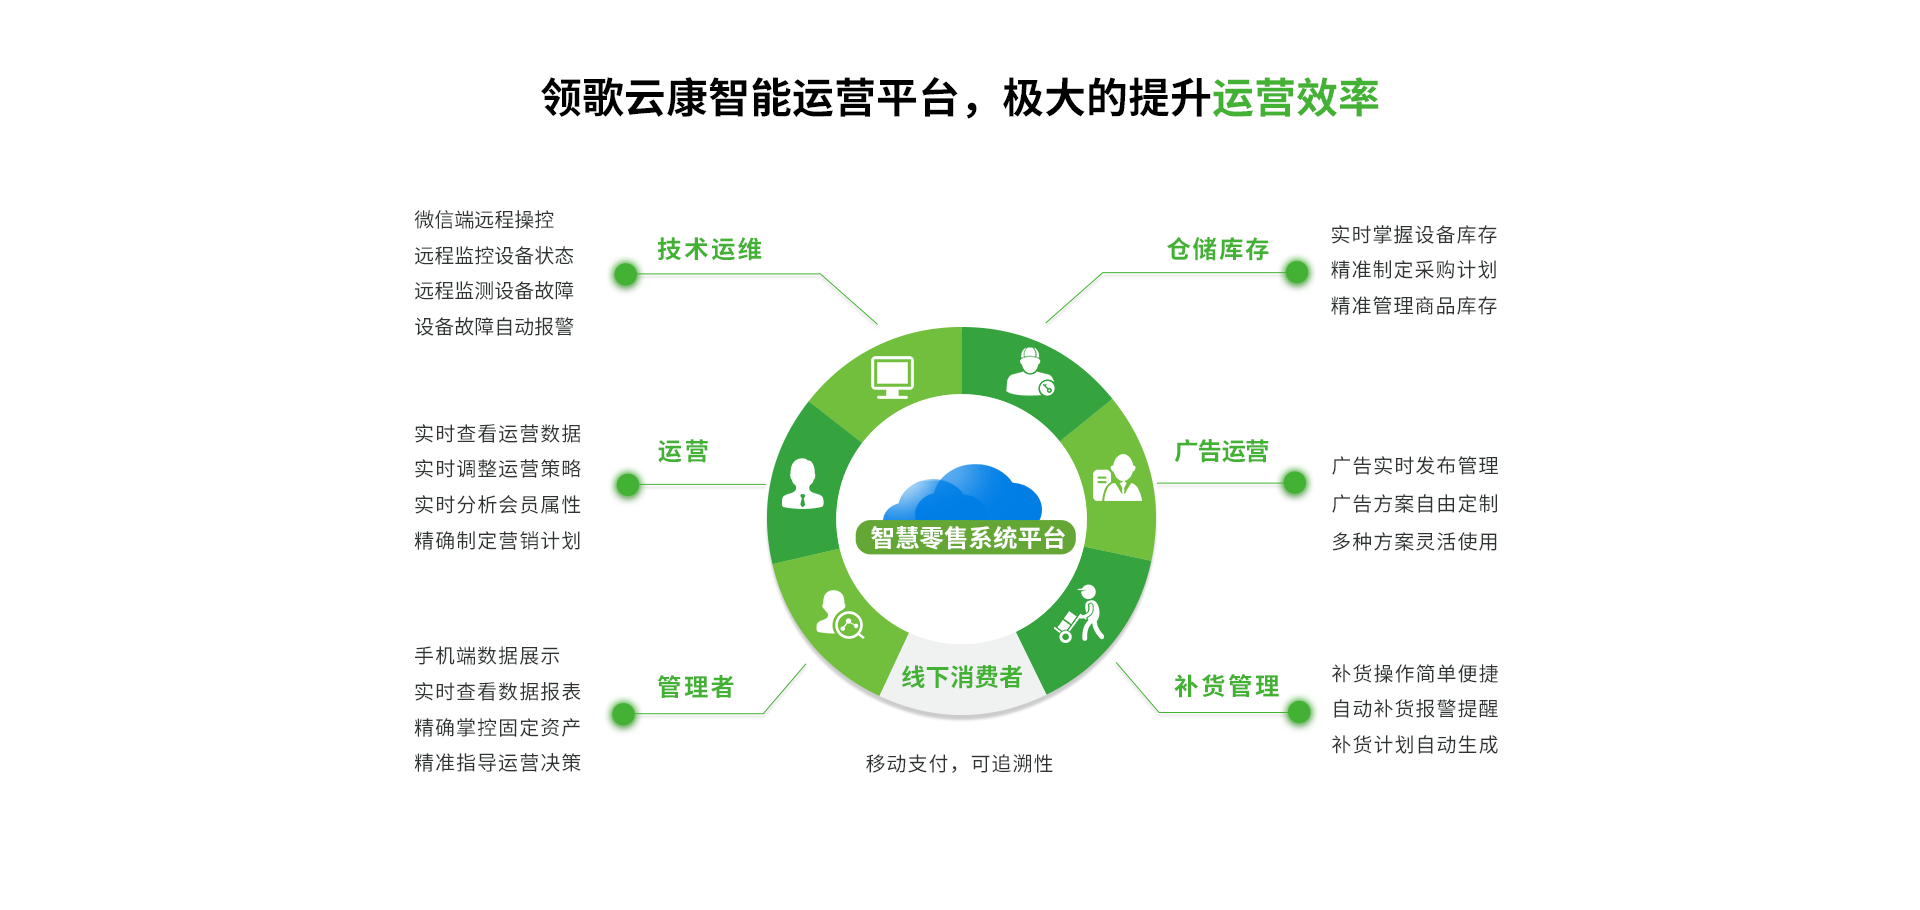 领歌云康智能运营平台，极大的提升运营效率
微信端远程操控
远程监控设备状态
远程监测设备故障
设备故障自动报警
技术运维
仓储库存
实时掌握设备库存
精准制定采购计划
精准管理商品库存
实时查看运营数据
实时调整运营策略
实时分析会员属性
精确制定营销计划
运营
广告运营
广告实时发布管理
广告方案自由定制
多种方案灵活使用
智慧零售系统平台
手机端数据展示
实时查看数据报表
精确掌控固定资产
精准指导运营决策
管理者
线下消费者
补货管理
补货操作简单便捷
自动补货报警提醒
补货计划自动生成
移动支付，可追溯性